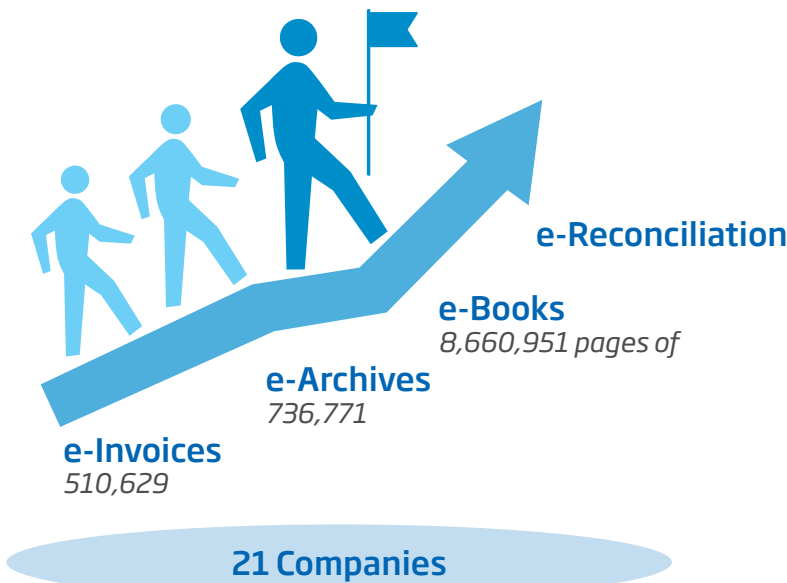 e-Reconciliation
e-Books
8,660,951 pages of
e-Archives
736,771
e-Invoices
510,629
21 Companies